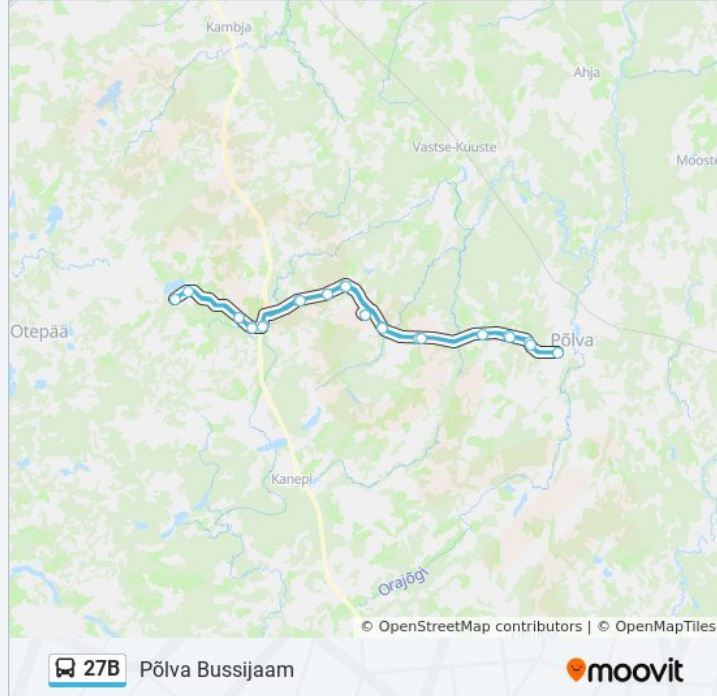 Kambja
Ahja
Vastse-Kuuste
Mooste
Otepää
Põlva
Kanepi
Orajõgi
© OpenStreetMap contributors | © OpenMapTiles
27B Põlva Bussijaam
moovit